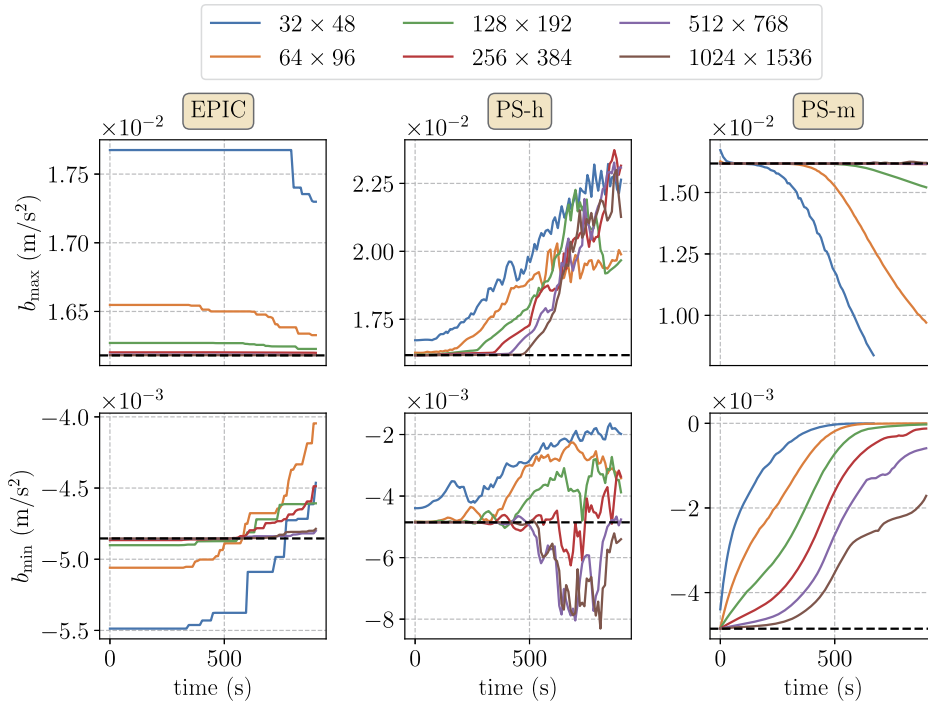 32 × 48
128 × 192
512 × 768
64 × 96
256 × 384
1024 × 1536
EPIC
PS-h
PS-m
×10⁻²
×10⁻²
×10⁻²
1.75
1.70
1.65
2.25
2.00
1.75
1.50
1.25
1.00
b_max (m/s²)
×10⁻³
×10⁻³
×10⁻³
−4.0
−4.5
−5.0
−5.5
−2
−4
−6
−8
0
−2
−4
b_min (m/s²)
0
500
0
500
0
500
time (s)
time (s)
time (s)